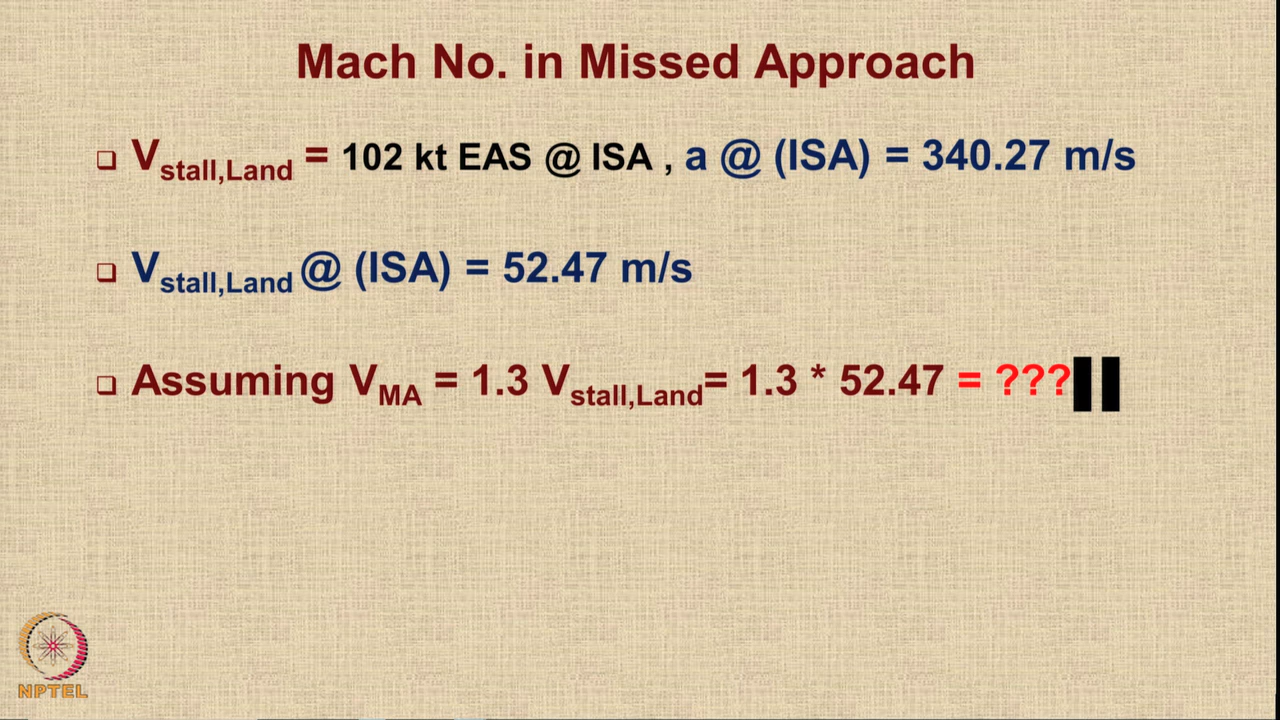 Mach No. in Missed Approach
❑ Vstall,Land = 102 kt EAS @ ISA , a @ (ISA) = 340.27 m/s
❑ Vstall,Land @ (ISA) = 52.47 m/s
❑ Assuming VMA = 1.3 Vstall,Land= 1.3 * 52.47 = ???
NPTEL